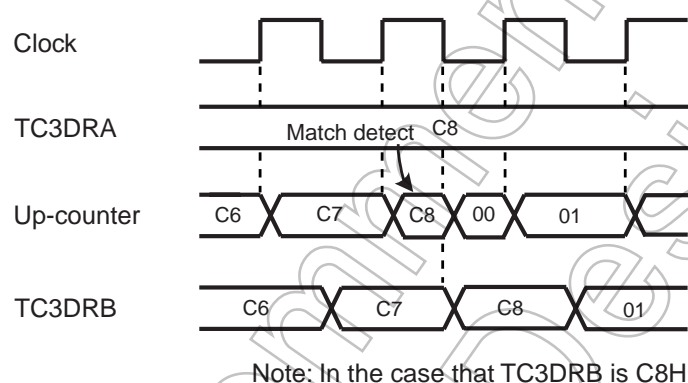 Clock
TC3DRA
Match detect C8
Up-counter C6 C7 C8 00 01
TC3DRB C6 C7 C8 01
Note: In the case that TC3DRB is C8H